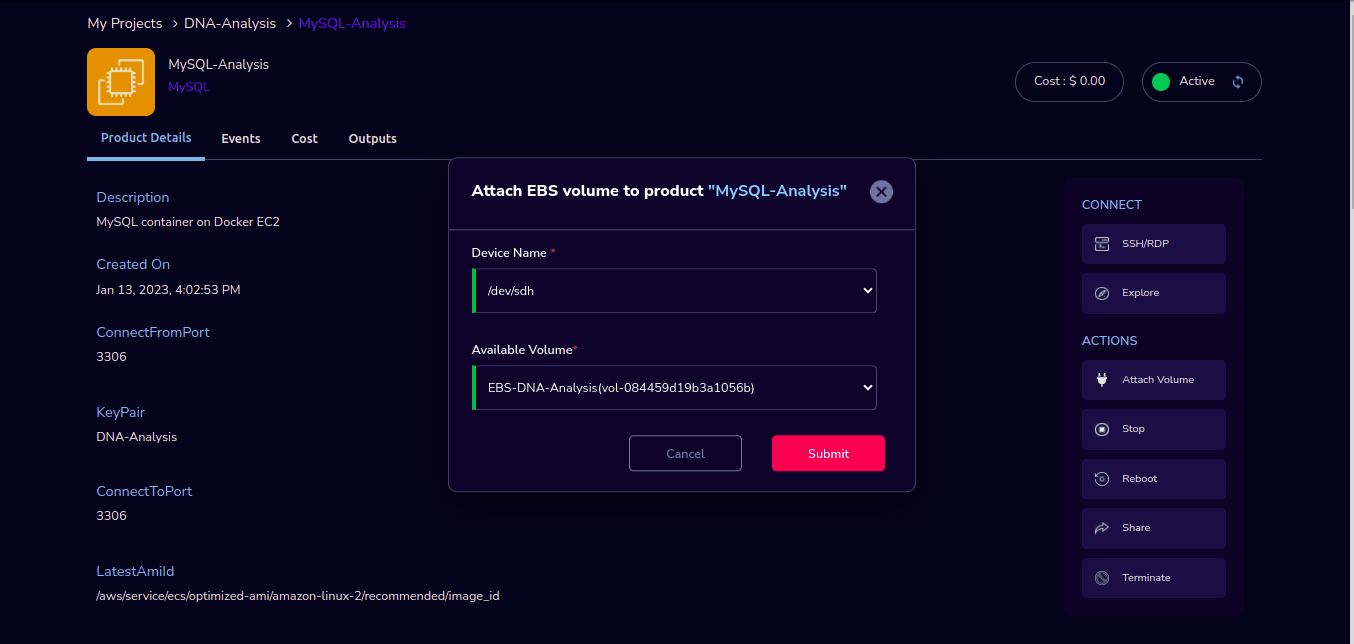 My Projects > DNA-Analysis > MySQL-Analysis
MySQL-Analysis
MySQL
Cost : $ 0.00
Active
Product Details
Events
Cost
Outputs
Description
MySQL container on Docker EC2
Created On
Jan 13, 2023, 4:02:53 PM
ConnectFromPort
3306
KeyPair
DNA-Analysis
ConnectToPort
3306
LatestAmiId
/aws/service/ecs/optimized-ami/amazon-linux-2/recommended/image_id
Attach EBS volume to product "MySQL-Analysis"
Device Name *
/dev/sdh
Available Volume*
EBS-DNA-Analysis(vol-084459d19b3a1056b)
Cancel
Submit
CONNECT
SSH/RDP
Explore
ACTIONS
Attach Volume
Stop
Reboot
Share
Terminate